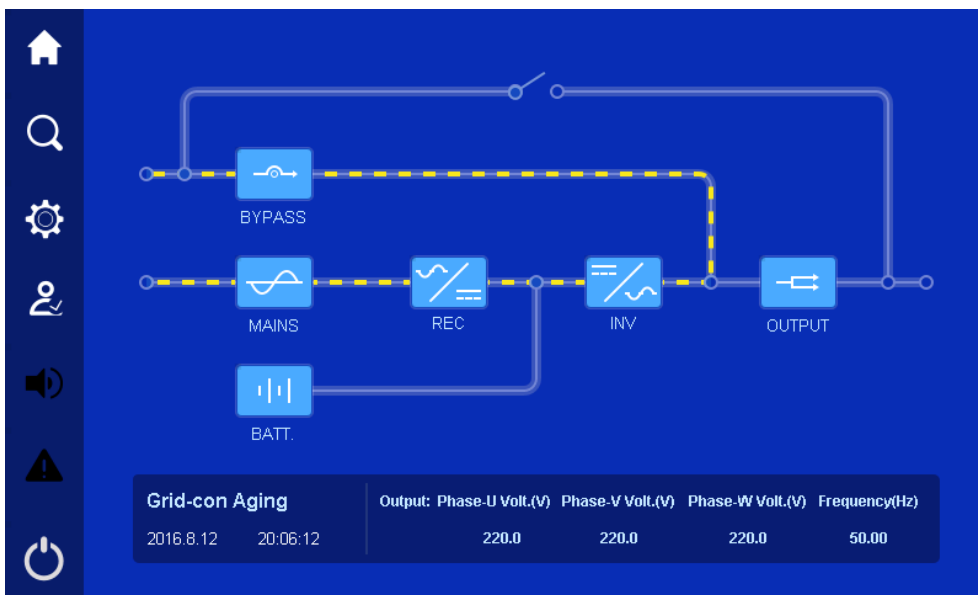 BYPASS
MAINS
REC
INV
OUTPUT
BATT.
Grid-con Aging
2016.8.12 20:06:12
Output: Phase-U Volt.(V) Phase-V Volt.(V) Phase-W Volt.(V) Frequency(Hz)
220.0 220.0 220.0 50.00